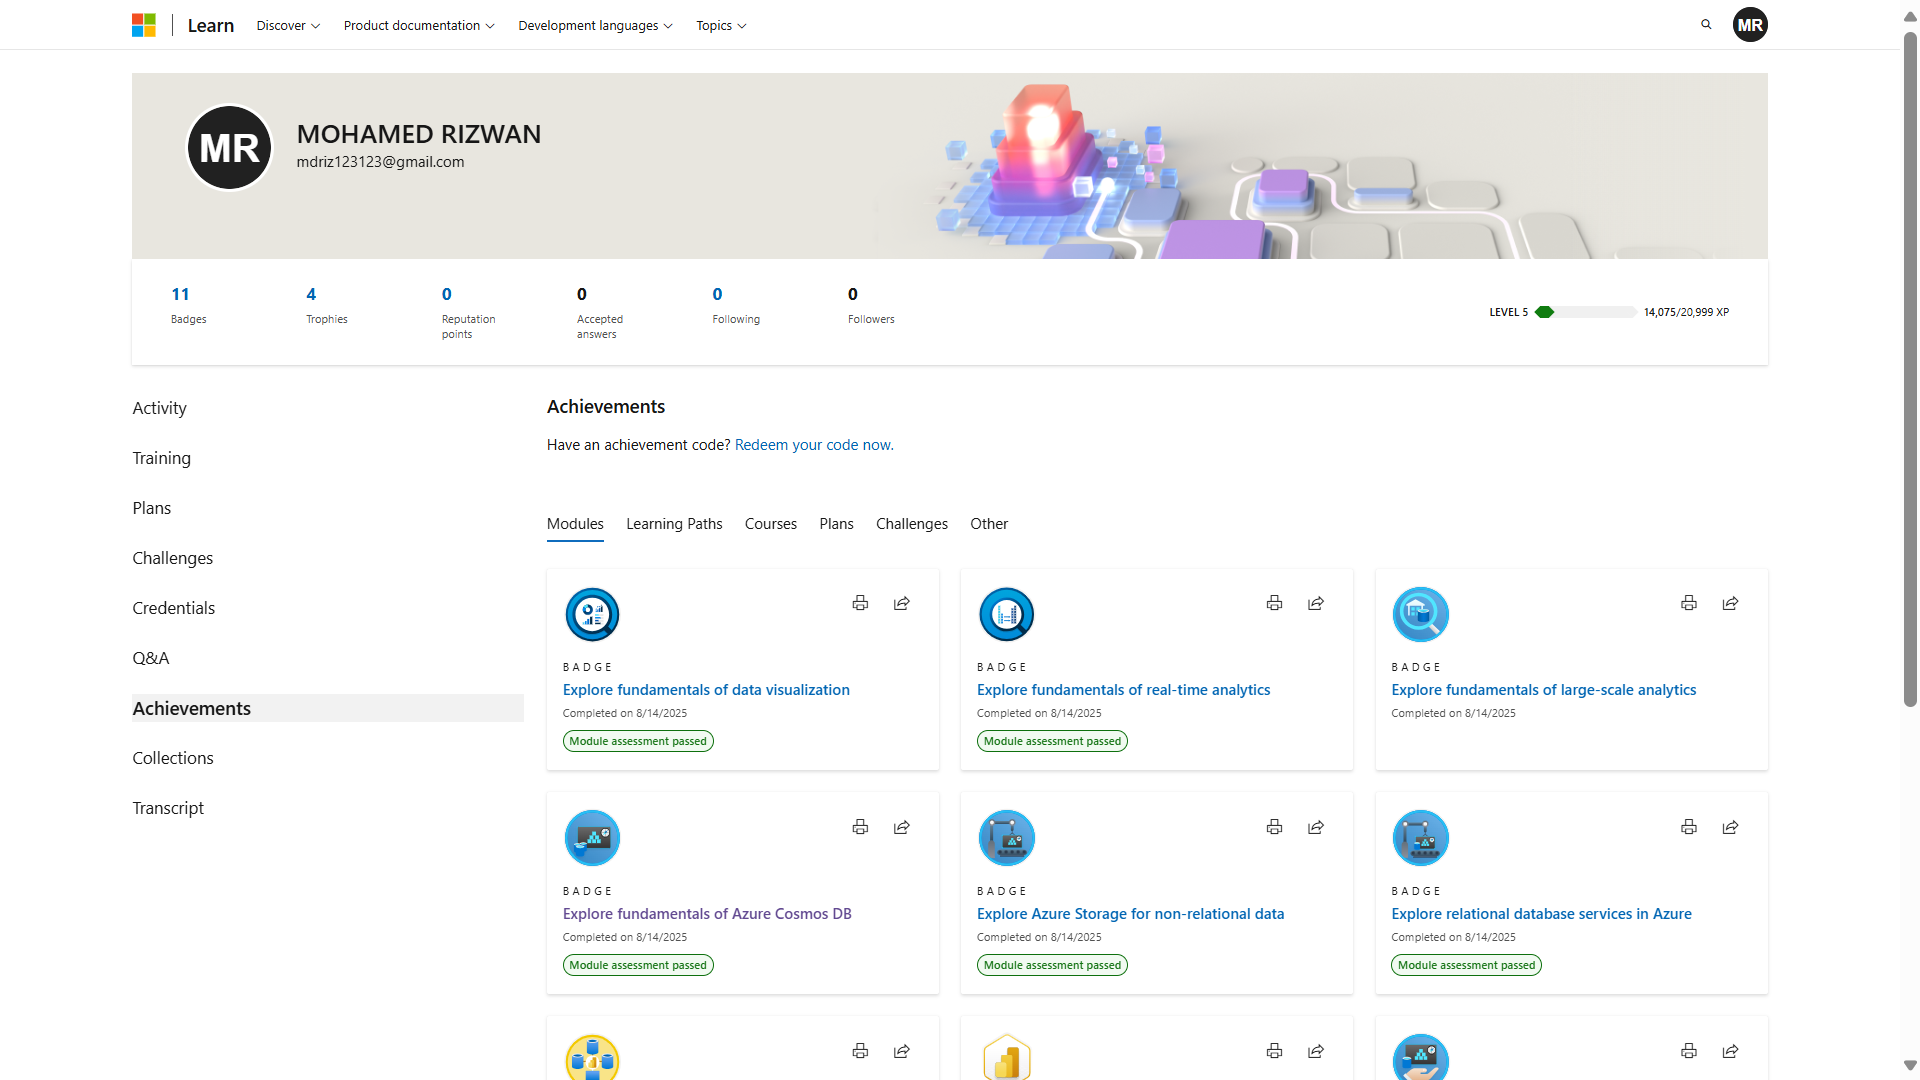 Learn
Discover
Product documentation
Development languages
Topics
MR
MR
MOHAMED RIZWAN
mdriz123123@gmail.com
11
Badges
4
Trophies
0
Reputation
points
0
Accepted
answers
0
Following
0
Followers
LEVEL 5
14,075/20,999 XP
Activity
Training
Plans
Challenges
Credentials
Q&A
Achievements
Collections
Transcript
Achievements
Have an achievement code? Redeem your code now.
Modules
Learning Paths
Courses
Plans
Challenges
Other
BADGE
Explore fundamentals of data visualization
Completed on 8/14/2025
Module assessment passed
BADGE
Explore fundamentals of real-time analytics
Completed on 8/14/2025
Module assessment passed
BADGE
Explore fundamentals of large-scale analytics
Completed on 8/14/2025
BADGE
Explore fundamentals of Azure Cosmos DB
Completed on 8/14/2025
Module assessment passed
BADGE
Explore Azure Storage for non-relational data
Completed on 8/14/2025
Module assessment passed
BADGE
Explore relational database services in Azure
Completed on 8/14/2025
Module assessment passed